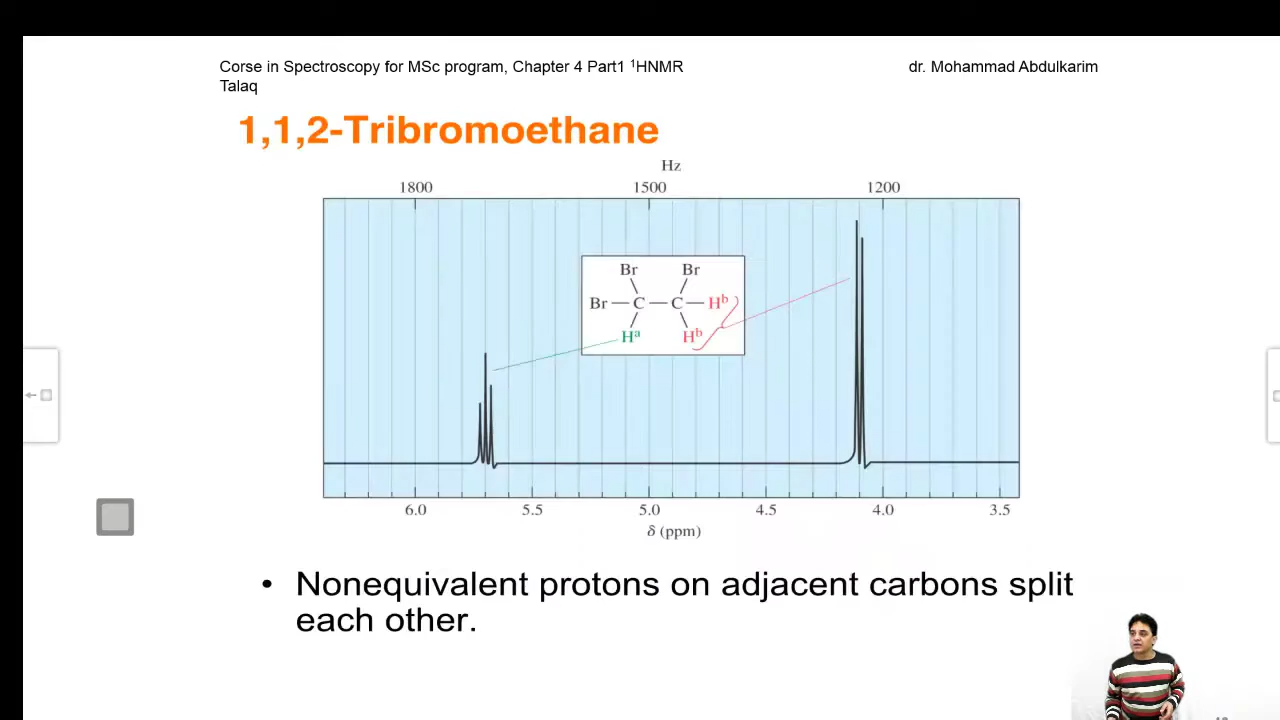 Corse in Spectroscopy for MSc program, Chapter 4 Part1 ¹HNMR dr. Mohammad Abdulkarim
Talaq
1,1,2-Tribromoethane
Hz
1800 1500 1200
Br Br
Br — C — C — Hᵇ
Hᵃ Hᵇ
6.0 5.5 5.0 4.5 4.0 3.5
δ (ppm)
• Nonequivalent protons on adjacent carbons split
each other.